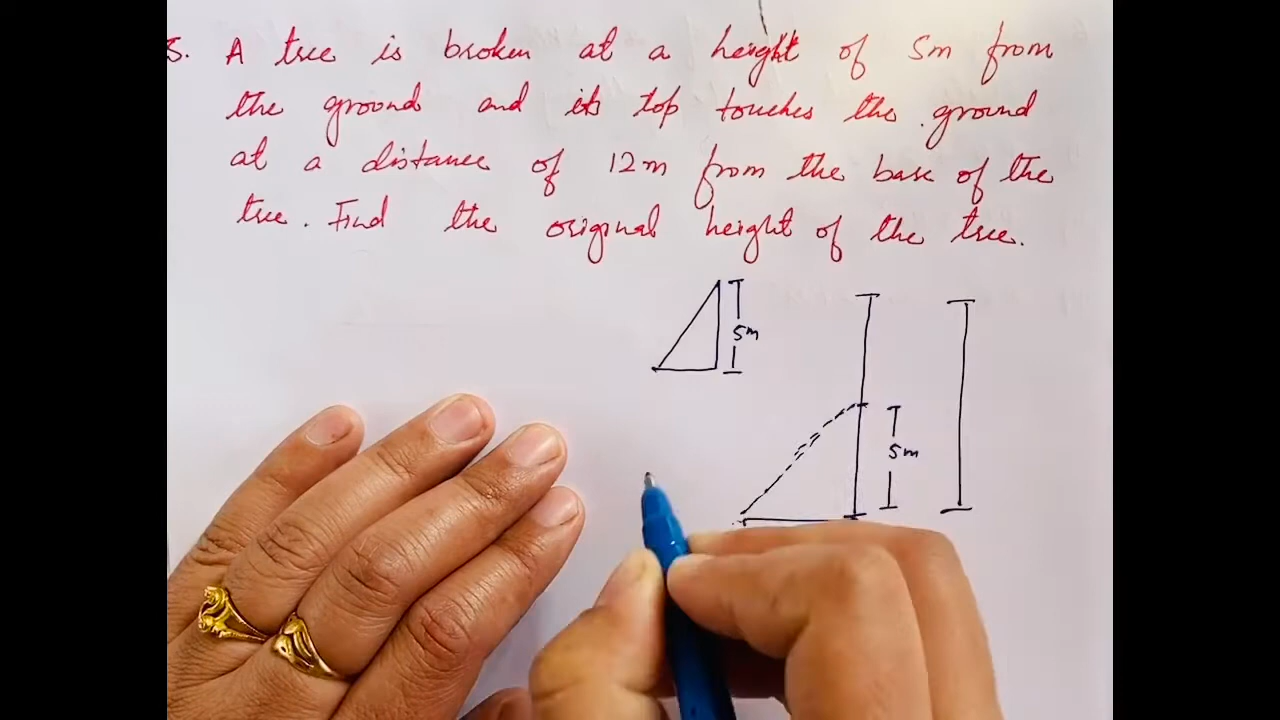 5. A tree is broken at a height of 5m from
the ground and its top touches the ground
at a distance of 12m from the base of the
tree. Find the original height of the tree.
5m
5m